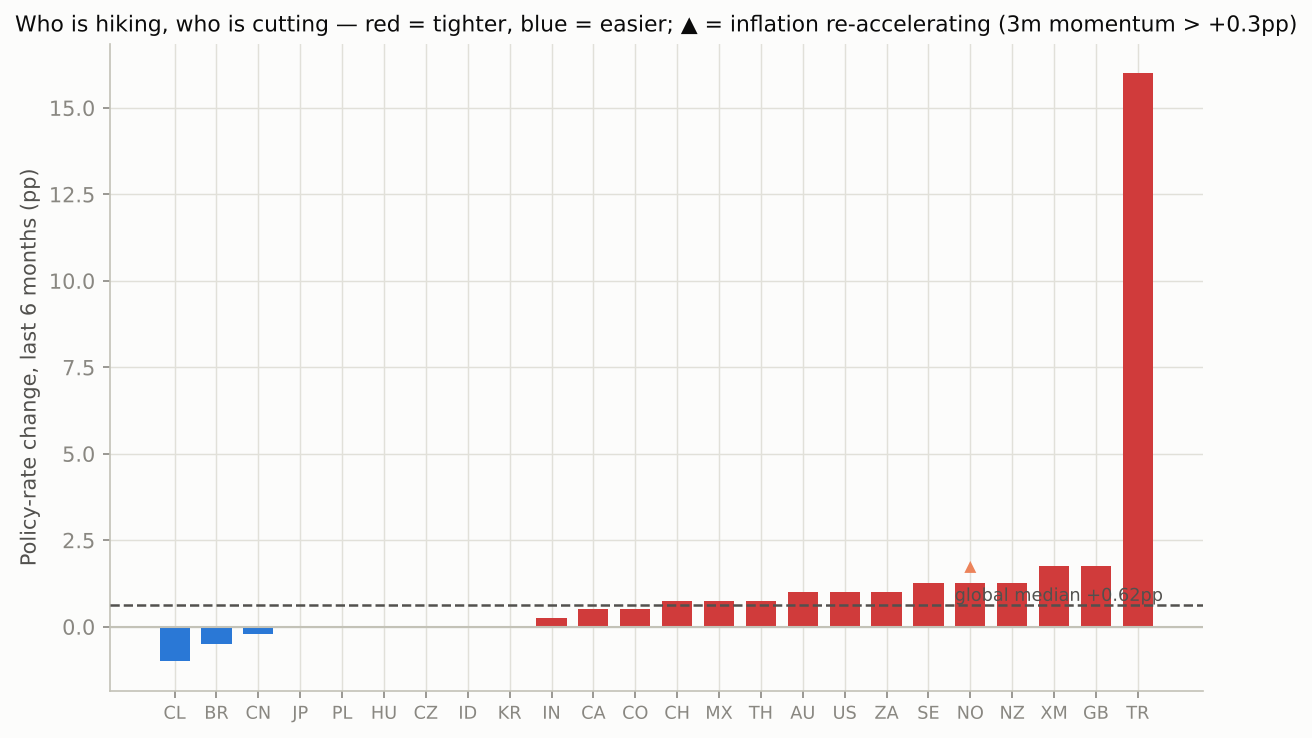 Who is hiking, who is cutting — red = tighter, blue = easier; ▲ = inflation re-accelerating (3m momentum > +0.3pp)
Policy-rate change, last 6 months (pp)
15.0
12.5
10.0
7.5
5.0
2.5
0.0
global median +0.62pp
CL BR CN JP PL HU CZ ID KR IN CA CO CH MX TH AU US ZA SE NO NZ XM GB TR